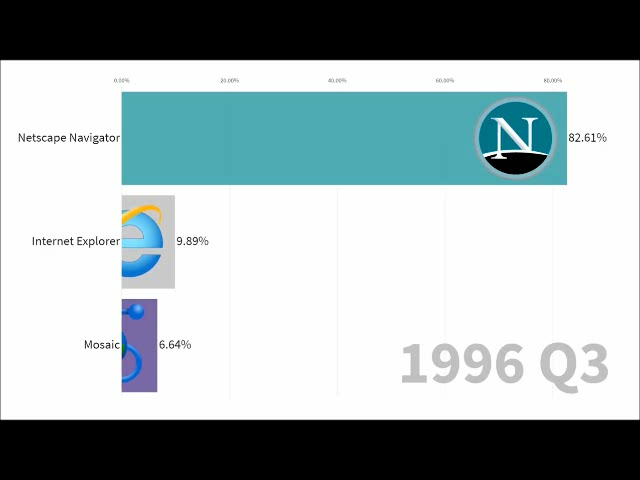 0.00% 20.00% 40.00% 60.00% 80.00%
Netscape Navigator N 82.61%
Internet Explorer 9.89%
Mosaic 6.64%
1996 Q3